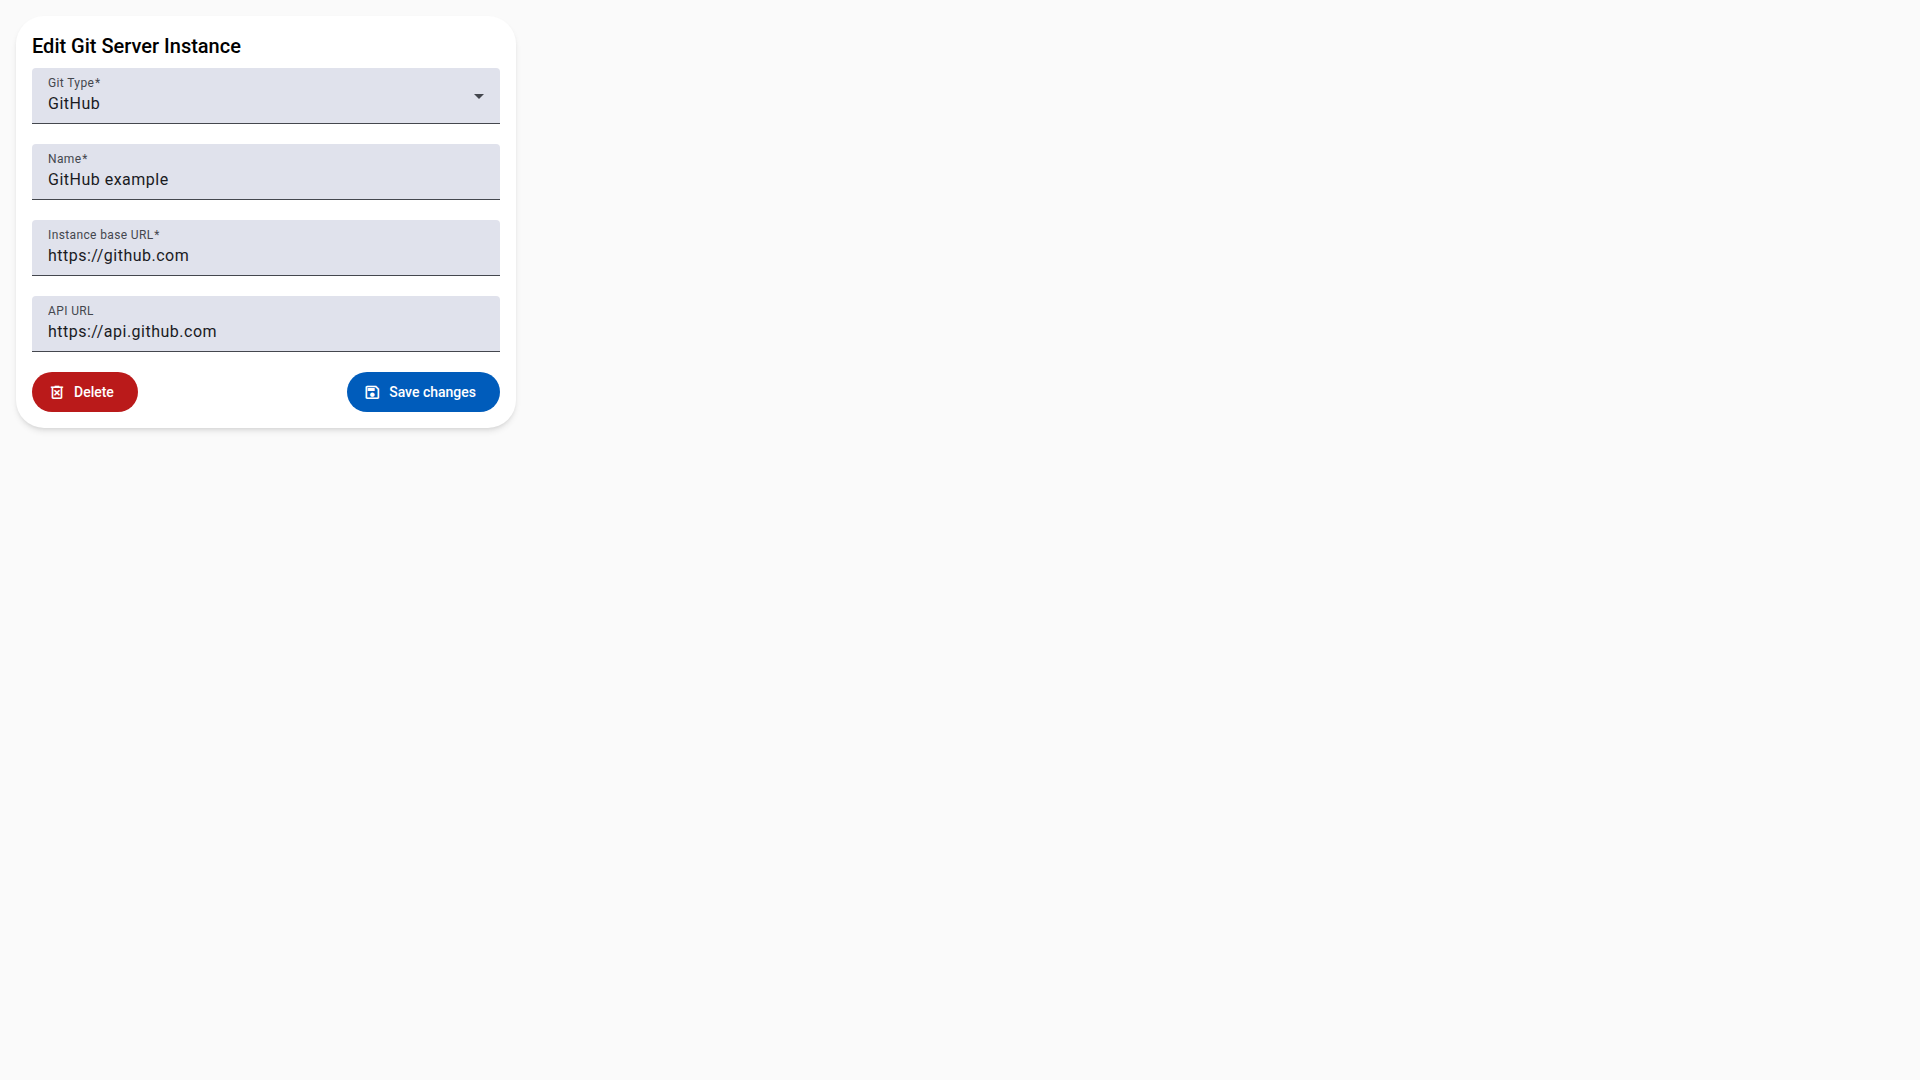 Edit Git Server Instance
Git Type*
GitHub
Name*
GitHub example
Instance base URL*
https://github.com
API URL
https://api.github.com
Delete
Save changes